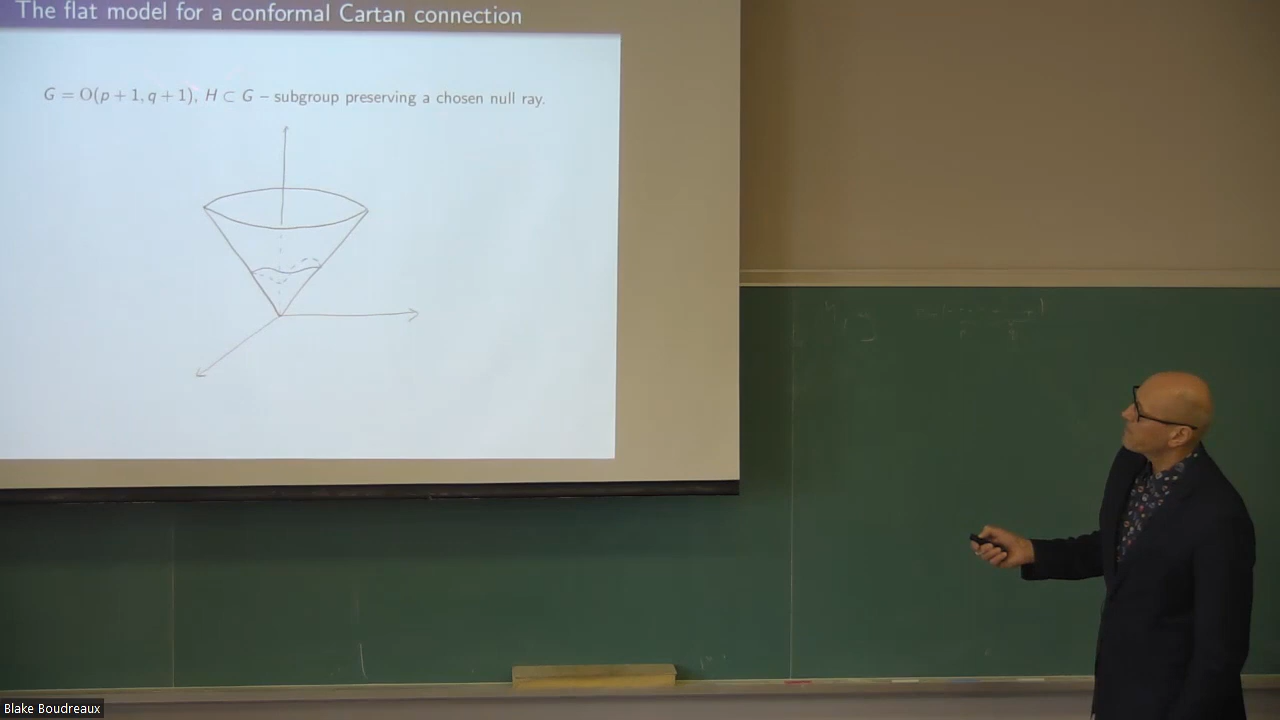 The flat model for a conformal Cartan connection
G = O(p + 1, q + 1), H ⊂ G – subgroup preserving a chosen null ray.
Blake Boudreaux